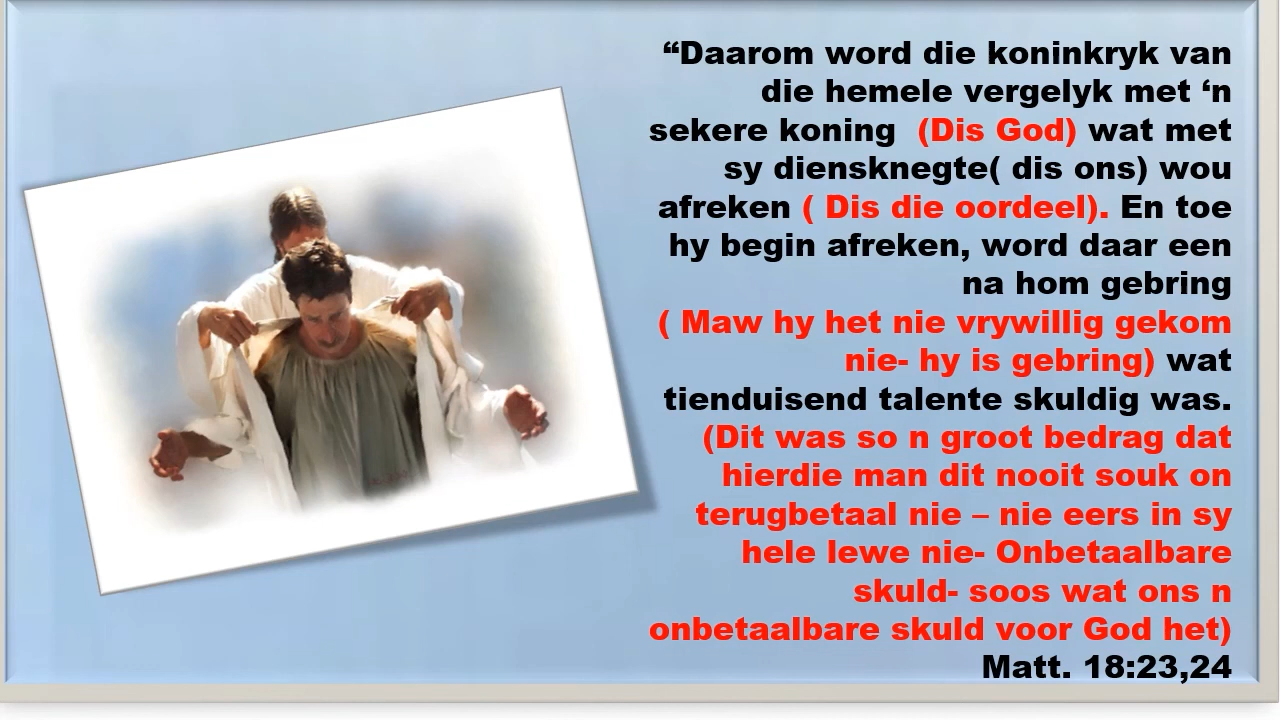 “Daarom word die koninkryk van
die hemele vergelyk met ‘n
sekere koning  (Dis God) wat met
sy diensknegte( dis ons) wou
afreken ( Dis die oordeel). En toe
hy begin afreken, word daar een
na hom gebring
( Maw hy het nie vrywillig gekom
nie- hy is gebring) wat
tienduisend talente skuldig was.
(Dit was so n groot bedrag dat
hierdie man dit nooit souk on
terugbetaal nie – nie eers in sy
hele lewe nie- Onbetaalbare
skuld- soos wat ons n
onbetaalbare skuld voor God het)
Matt. 18:23,24